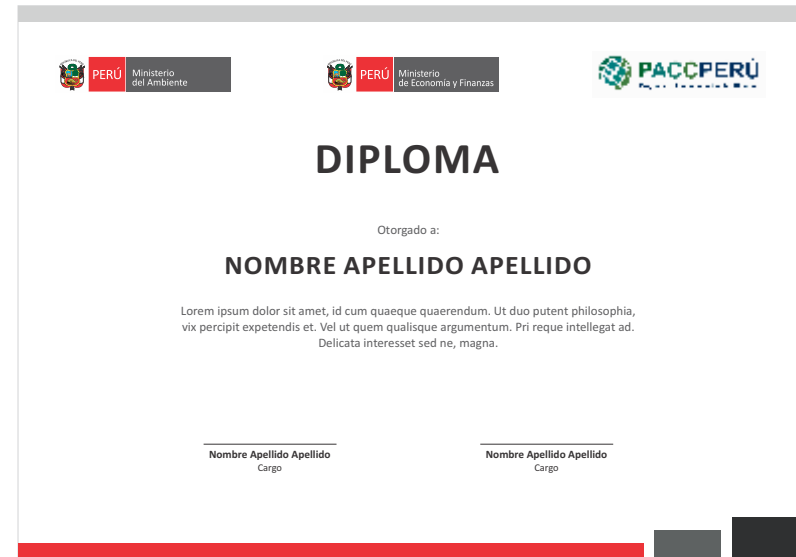 PERÚ
Ministerio
del Ambiente
PERÚ
Ministerio
de Economía y Finanzas
PACCPERÚ
DIPLOMA
Otorgado a:
NOMBRE APELLIDO APELLIDO
Lorem ipsum dolor sit amet, id cum quaeque quaerendum. Ut duo putent philosophia,
vix percipit expetendis et. Vel ut quem qualisque argumentum. Pri reque intellegat ad.
Delicata interesset sed ne, magna.
Nombre Apellido Apellido
Cargo
Nombre Apellido Apellido
Cargo